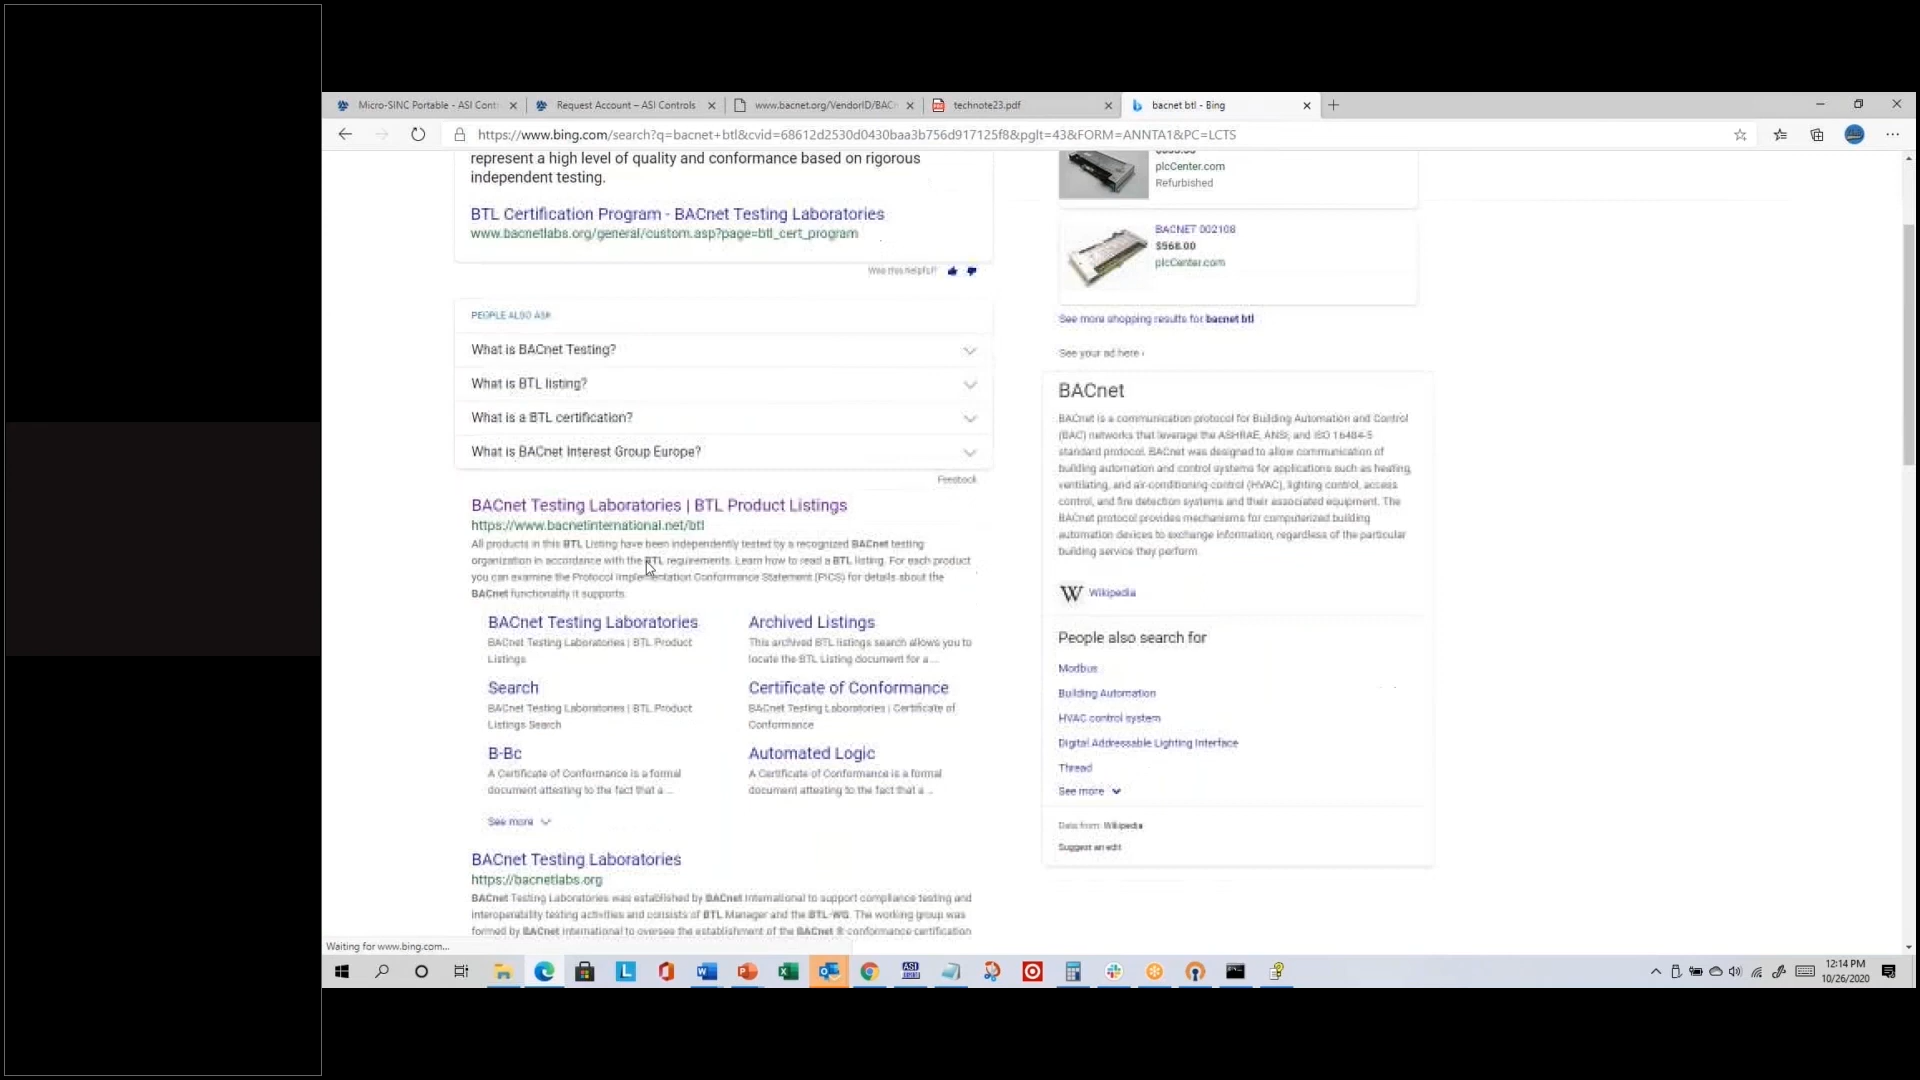 Micro-SINC Portable - ASI Cont
Request Account – ASI Controls
www.bacnet.org/VendorID/BAC
technote23.pdf
bacnet btl - Bing
https://www.bing.com/search?q=bacnet+btl&cvid=68612d2530d0430baa3b756d917125f8&pglt=43&FORM=ANNTA1&PC=LCTS
represent a high level of quality and conformance based on rigorous
independent testing.
BTL Certification Program - BACnet Testing Laboratories
www.bacnetlabs.org/general/custom.asp?page=btl_cert_program
Was this helpful?
PEOPLE ALSO ASK
What is BACnet Testing?
What is BTL listing?
What is a BTL certification?
What is BACnet Interest Group Europe?
Feedback
BACnet Testing Laboratories | BTL Product Listings
https://www.bacnetinternational.net/btl
All products in this BTL Listing have been independently tested by a recognized BACnet testing
organization in accordance with the BTL requirements. Learn how to read a BTL listing. For each product
you can examine the Protocol Implementation Conformance Statement (PICS) for details about the
BACnet functionality it supports.
BACnet Testing Laboratories
BACnet Testing Laboratories | BTL Product
Listings
Archived Listings
This archived BTL listings search allows you to
locate the BTL Listing document for a ...
Search
BACnet Testing Laboratories | BTL Product
Listings Search
Certificate of Conformance
BACnet Testing Laboratories | Certificate of
Conformance
B-Bc
A Certificate of Conformance is a formal
document attesting to the fact that a ...
Automated Logic
A Certificate of Conformance is a formal
document attesting to the fact that a ...
See more
BACnet Testing Laboratories
https://bacnetlabs.org
BACnet Testing Laboratories was established by BACnet International to support compliance testing and
interoperability testing activities and consists of BTL Manager and the BTL-WG. The working group was
formed by BACnet International to oversee the establishment of the BACnet ® conformance certification
plcCenter.com
Refurbished
BACNET 002108
$968.00
plcCenter.com
See more shopping results for bacnet btl
See your ad here ›
BACnet
BACnet is a communication protocol for Building Automation and Control
(BAC) networks that leverage the ASHRAE, ANSI, and ISO 16484-5
standard protocol. BACnet was designed to allow communication of
building automation and control systems for applications such as heating,
ventilating, and air-conditioning control (HVAC), lighting control, access
control, and fire detection systems and their associated equipment. The
BACnet protocol provides mechanisms for computerized building
automation devices to exchange information, regardless of the particular
building service they perform.
W Wikipedia
People also search for
Modbus
Building Automation
HVAC control system
Digital Addressable Lighting Interface
Thread
See more
Data from: Wikipedia
Suggest an edit
Waiting for www.bing.com...
ASI
12:14 PM
10/26/2020